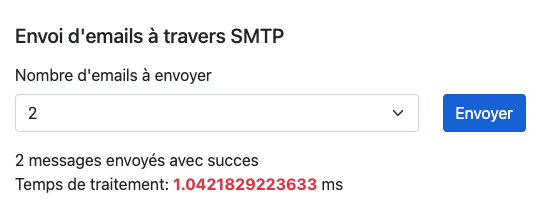 Envoi d'emails à travers SMTP
Nombre d'emails à envoyer
2
Envoyer
2 messages envoyés avec succes
Temps de traitement: 1.0421829223633 ms